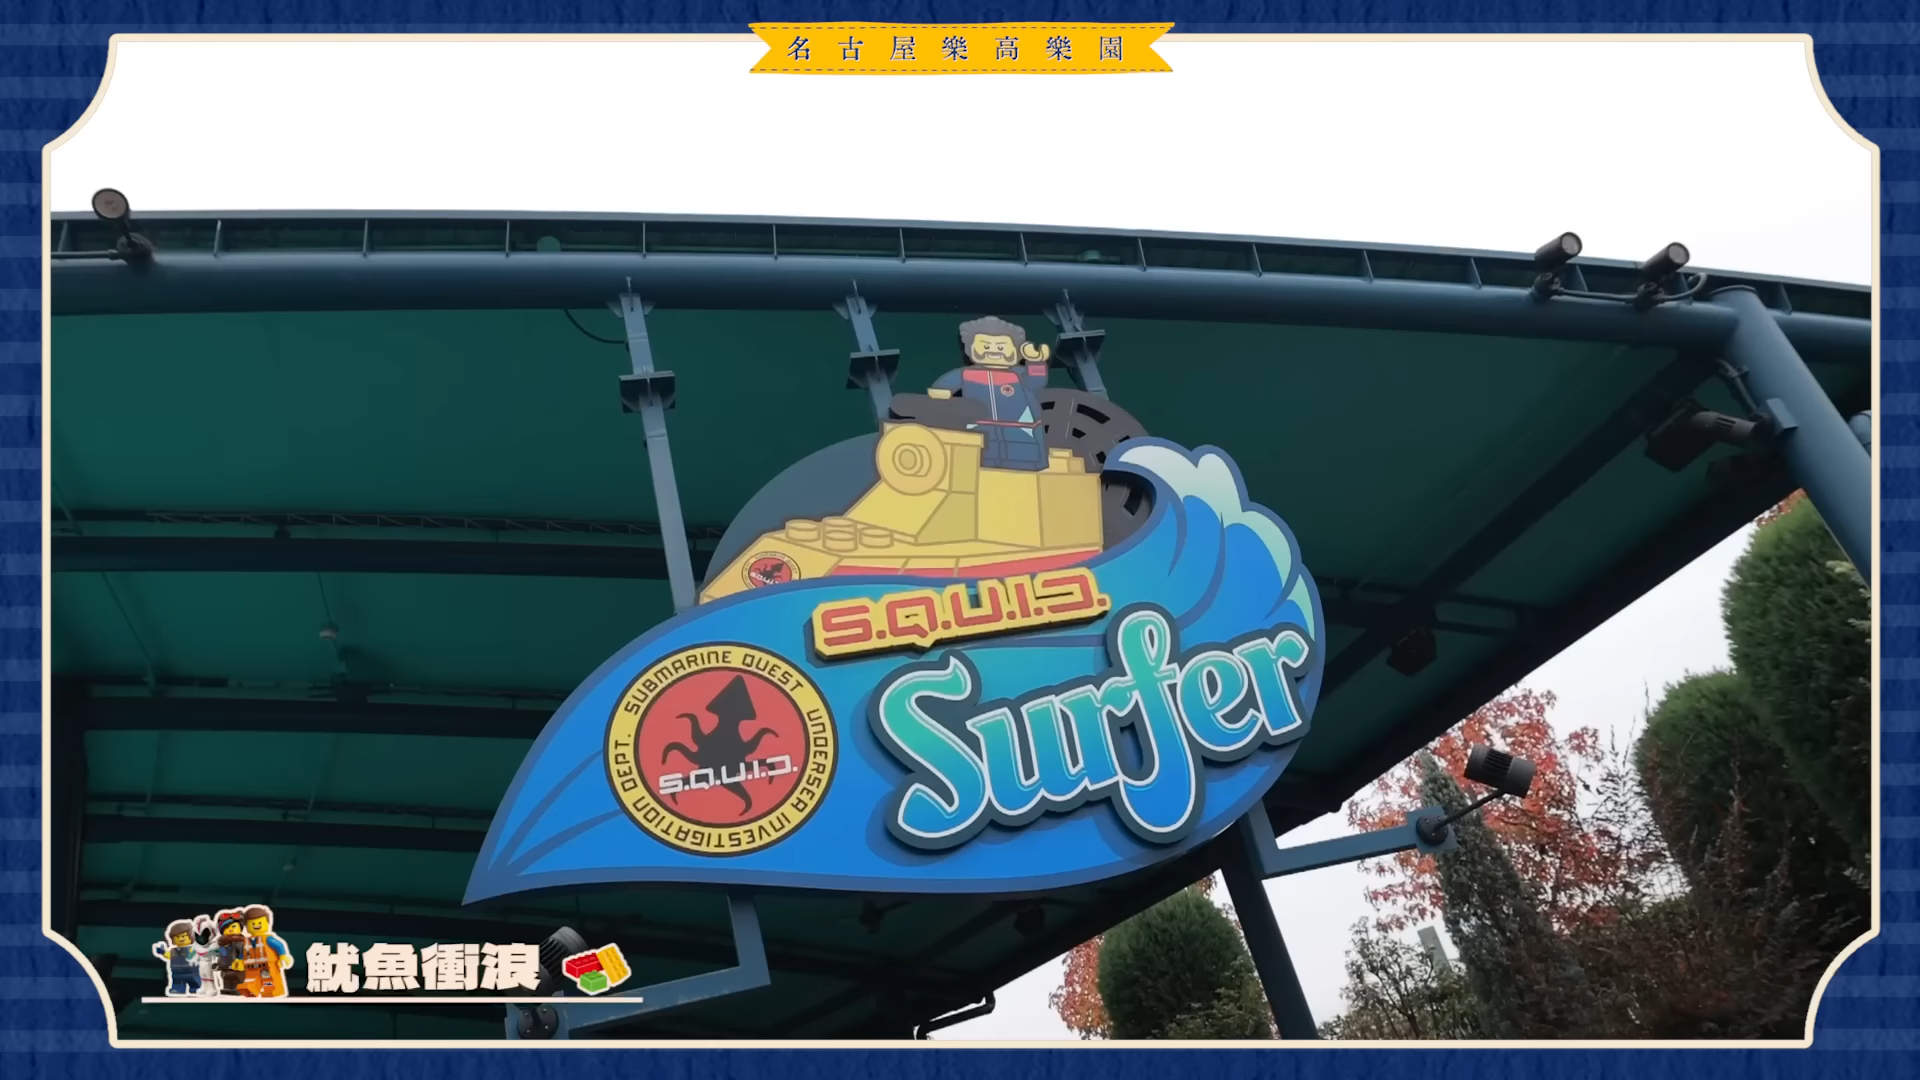 名古屋樂高樂園
S.Q.U.I.D.
Surfer
SUBMARINE QUEST UNDERSEA INVESTIGATION DEPT.
S.Q.U.I.D.
魷魚衝浪